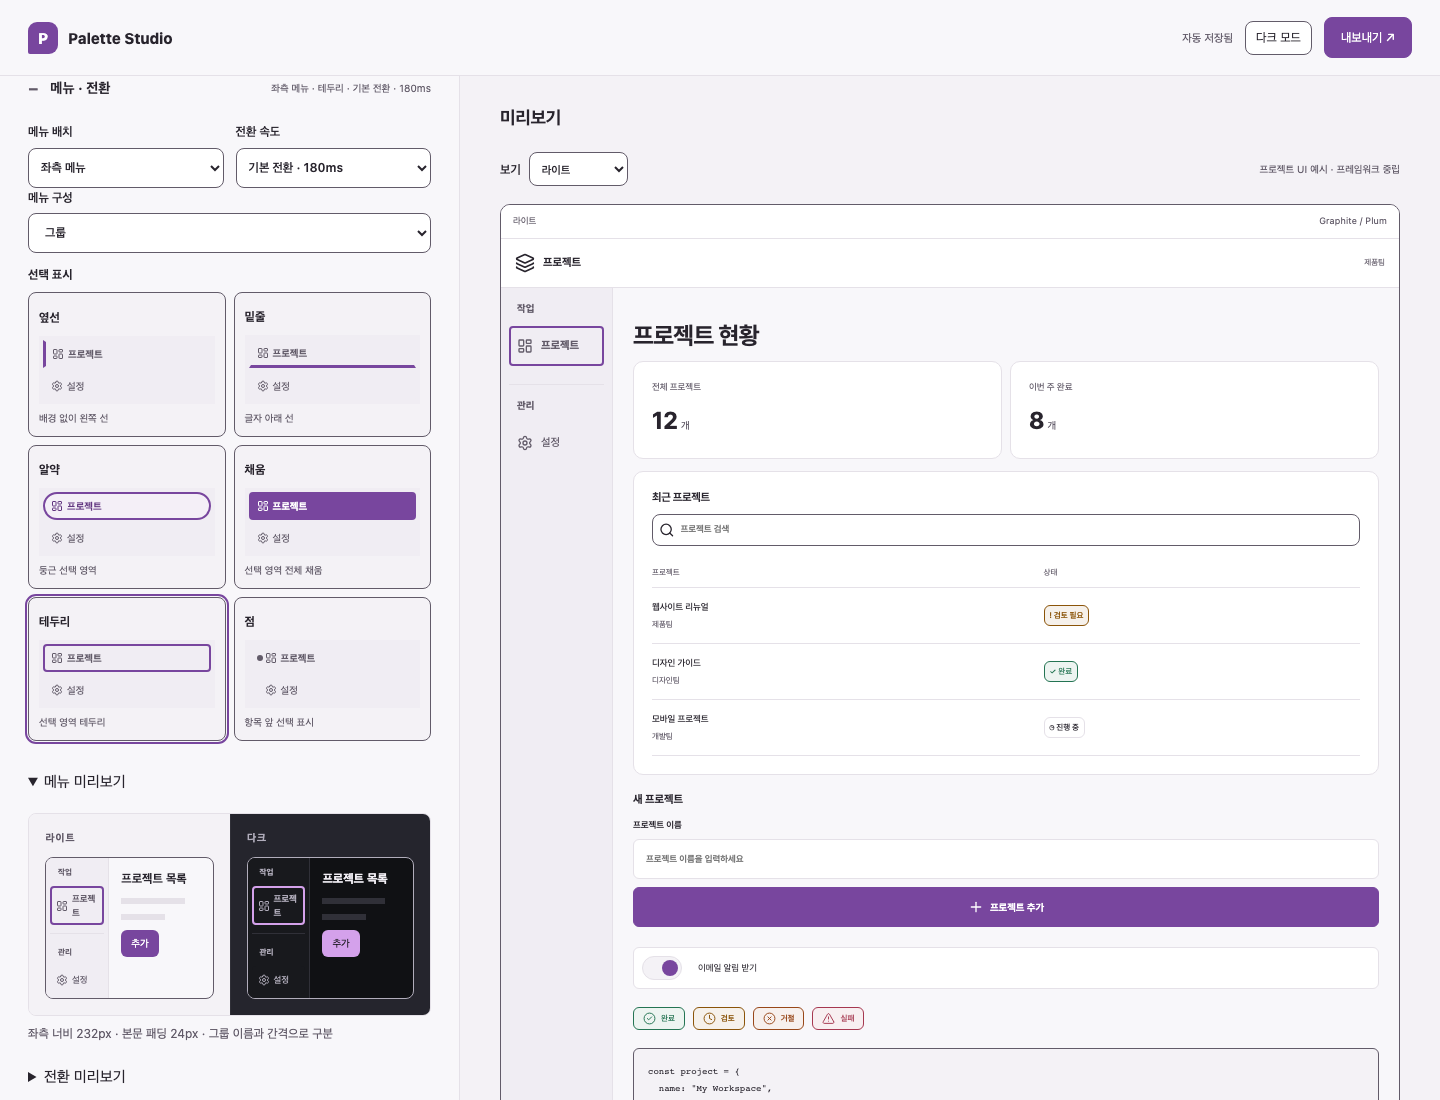 P Palette Studio
자동 저장됨
다크 모드
내보내기 ↗
− 메뉴 · 전환
좌측 메뉴 · 테두리 · 기본 전환 · 180ms
메뉴 배치
전환 속도
좌측 메뉴
기본 전환 · 180ms
메뉴 구성
그룹
선택 표시
옆선
프로젝트
설정
배경 없이 왼쪽 선
밑줄
프로젝트
설정
글자 아래 선
알약
프로젝트
설정
둥근 선택 영역
채움
프로젝트
설정
선택 영역 전체 채움
테두리
프로젝트
설정
선택 영역 테두리
점
프로젝트
설정
항목 앞 선택 표시
▼ 메뉴 미리보기
라이트
작업
프로젝
트
관리
설정
프로젝트 목록
추가
다크
작업
프로젝
트
관리
설정
프로젝트 목록
추가
좌측 너비 232px · 본문 패딩 24px · 그룹 이름과 간격으로 구분
▶ 전환 미리보기
미리보기
보기
라이트
프로젝트 UI 예시 · 프레임워크 중립
라이트
Graphite / Plum
프로젝트
제품팀
작업
프로젝트
관리
설정
프로젝트 현황
전체 프로젝트
12 개
이번 주 완료
8 개
최근 프로젝트
프로젝트 검색
프로젝트
상태
웹사이트 리뉴얼
제품팀
! 검토 필요
디자인 가이드
디자인팀
✓ 완료
모바일 프로젝트
개발팀
진행 중
새 프로젝트
프로젝트 이름
프로젝트 이름을 입력하세요
+ 프로젝트 추가
이메일 알림 받기
완료
검토
거절
실패
const project = {
name: "My Workspace",